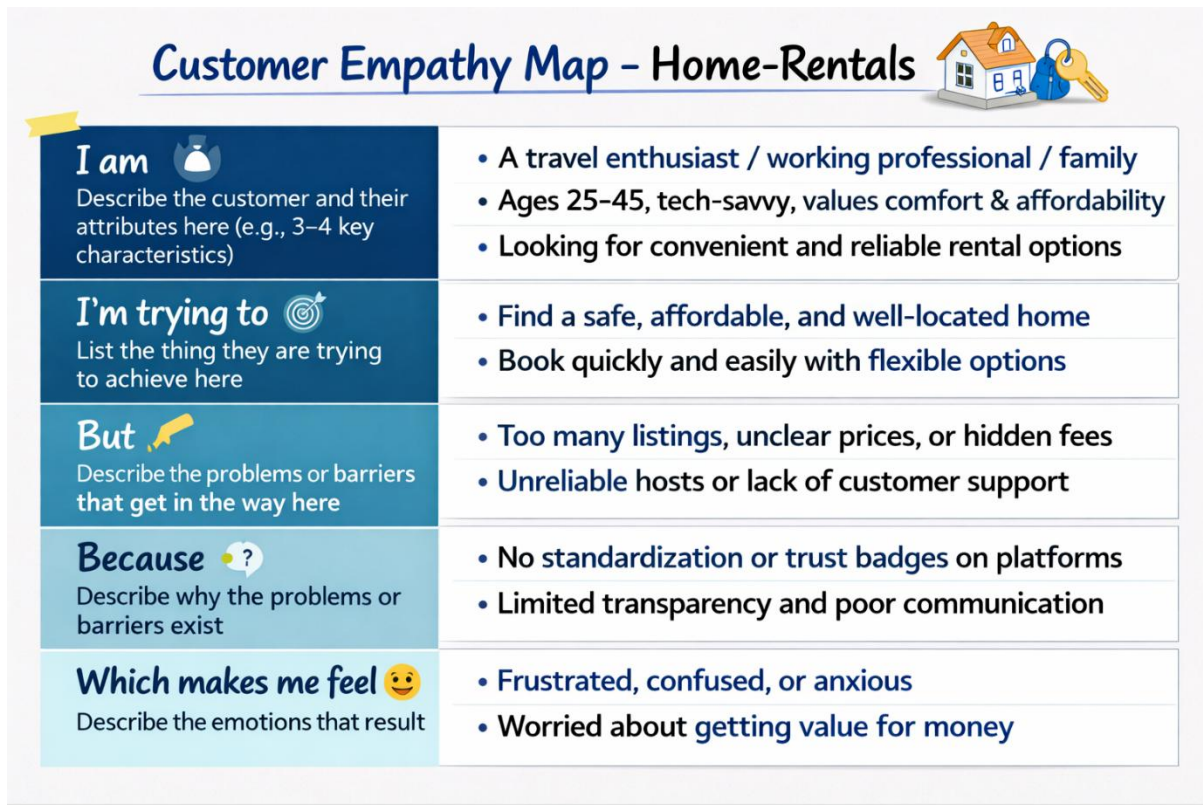 Customer Empathy Map – Home-Rentals
I am
Describe the customer and their
attributes here (e.g., 3–4 key
characteristics)
• A travel enthusiast / working professional / family
• Ages 25–45, tech-savvy, values comfort & affordability
• Looking for convenient and reliable rental options
I'm trying to
List the thing they are trying
to achieve here
• Find a safe, affordable, and well-located home
• Book quickly and easily with flexible options
But
Describe the problems or barriers
that get in the way here
• Too many listings, unclear prices, or hidden fees
• Unreliable hosts or lack of customer support
Because
?
Describe why the problems or
barriers exist
• No standardization or trust badges on platforms
• Limited transparency and poor communication
Which makes me feel
Describe the emotions that result
• Frustrated, confused, or anxious
• Worried about getting value for money